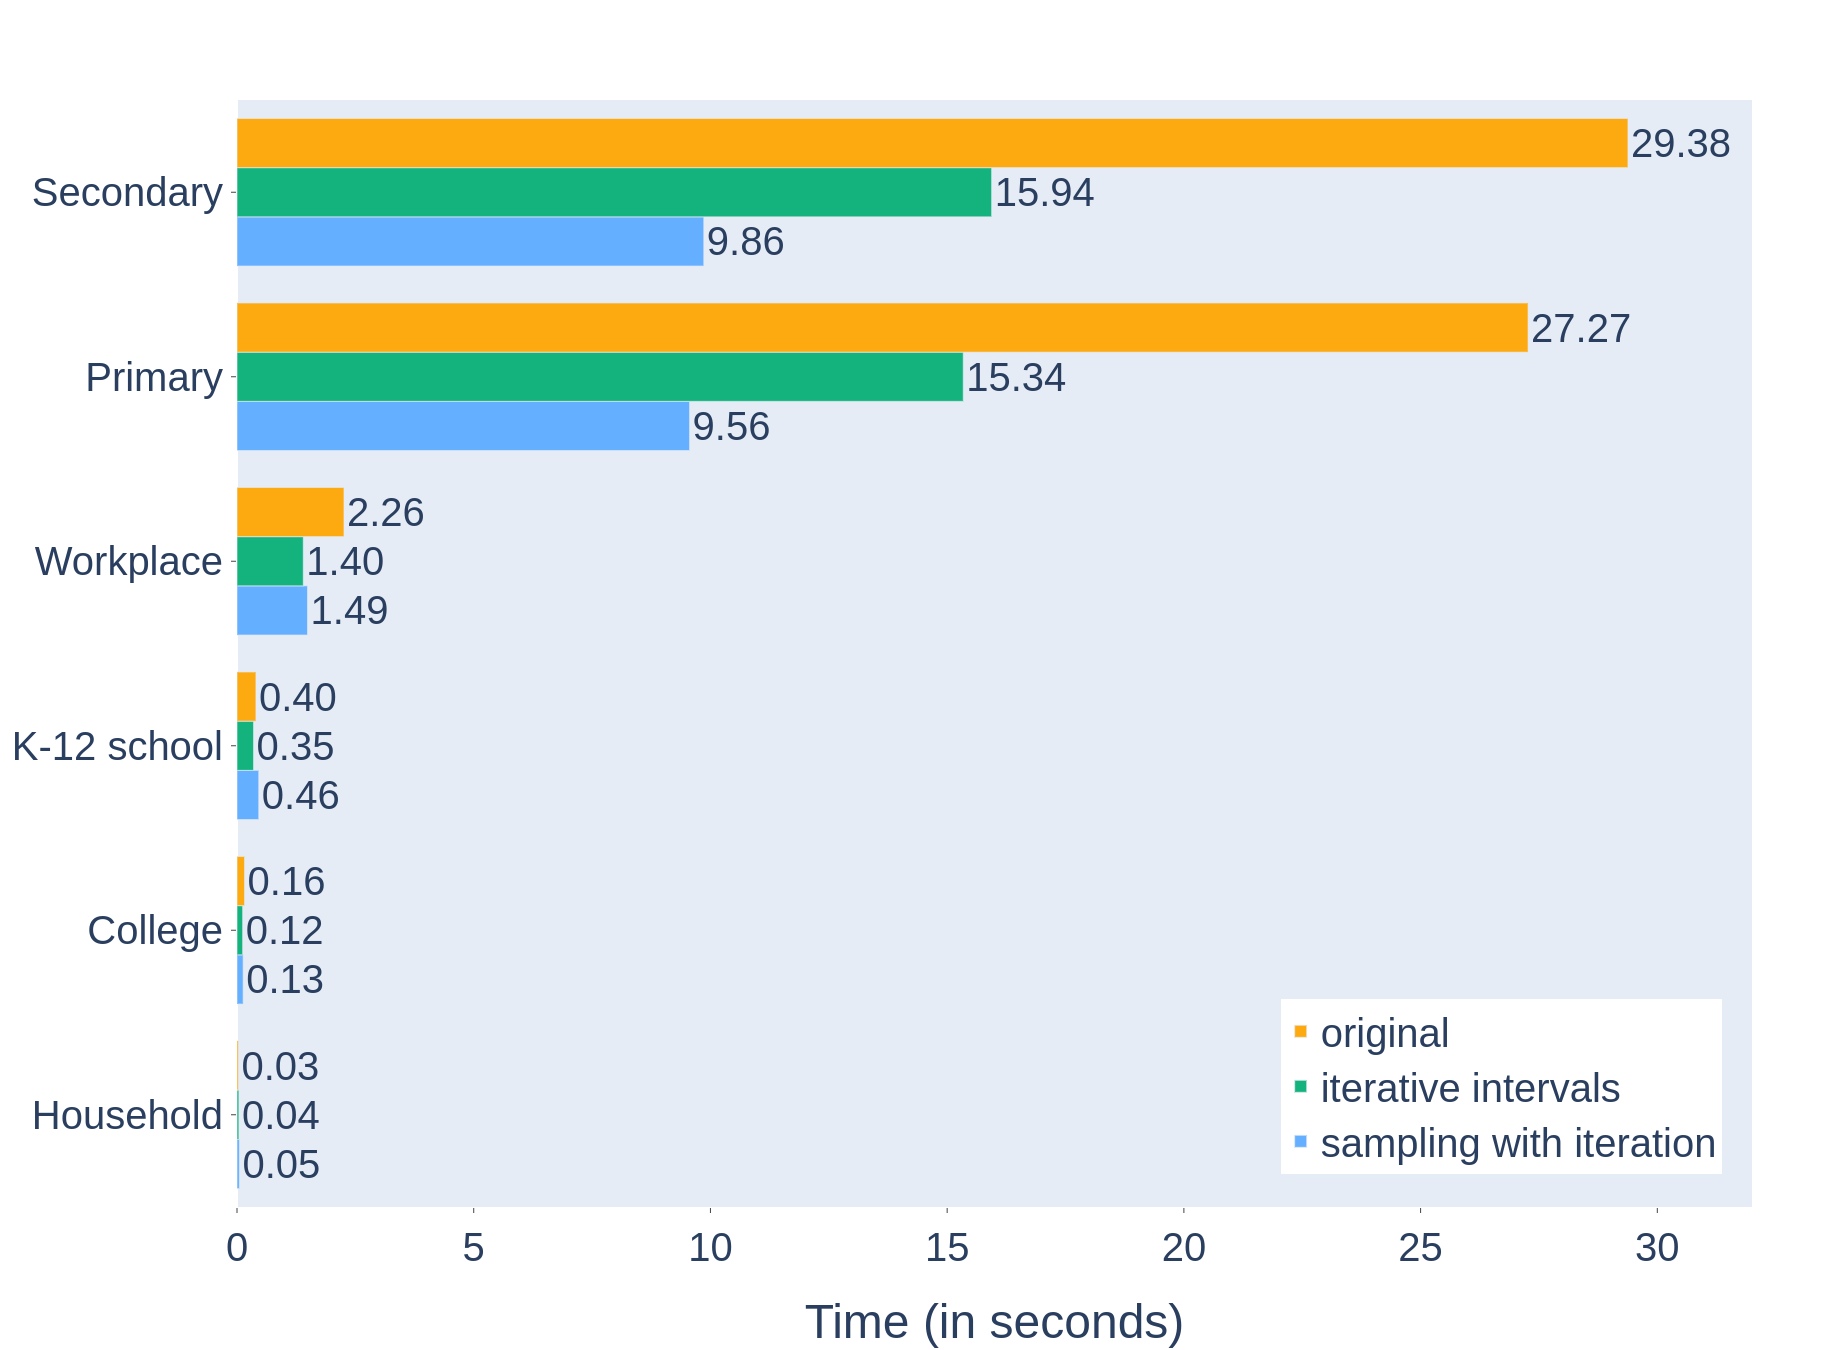 Secondary
29.38
15.94
9.86
Primary
27.27
15.34
9.56
Workplace
2.26
1.40
1.49
K-12 school
0.40
0.35
0.46
College
0.16
0.12
0.13
Household
0.03
0.04
0.05
original
iterative intervals
sampling with iteration
0 5 10 15 20 25 30
Time (in seconds)